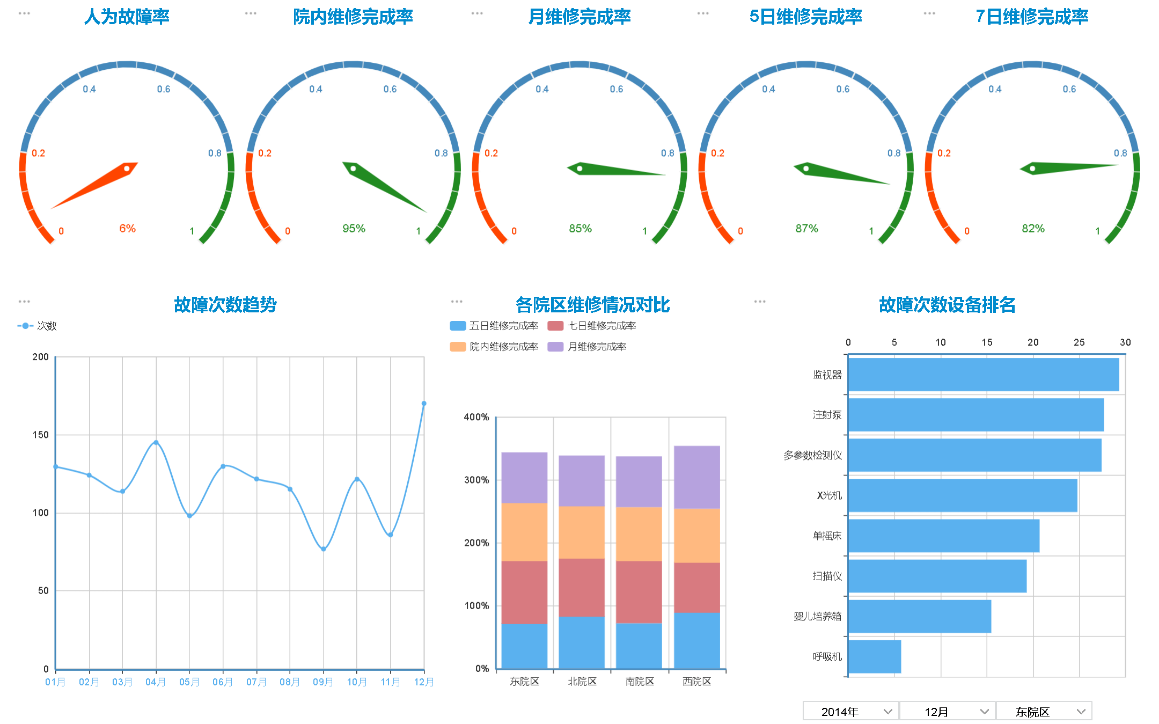 人为故障率
院内维修完成率
月维修完成率
5日维修完成率
7日维修完成率
0 0.2 0.4 0.6 0.8 1
6%
0 0.2 0.4 0.6 0.8 1
95%
0 0.2 0.4 0.6 0.8 1
85%
0 0.2 0.4 0.6 0.8 1
87%
0 0.2 0.4 0.6 0.8 1
82%
故障次数趋势
次数
200
150
100
50
0
01月 02月 03月 04月 05月 06月 07月 08月 09月 10月 11月 12月
各院区维修情况对比
五日维修完成率 七日维修完成率
院内维修完成率 月维修完成率
400%
300%
200%
100%
0%
东院区 北院区 南院区 西院区
故障次数设备排名
0 5 10 15 20 25 30
监视器
注射泵
多参数检测仪
X光机
单摇床
扫描仪
婴儿培养箱
呼吸机
2014年 12月 东院区